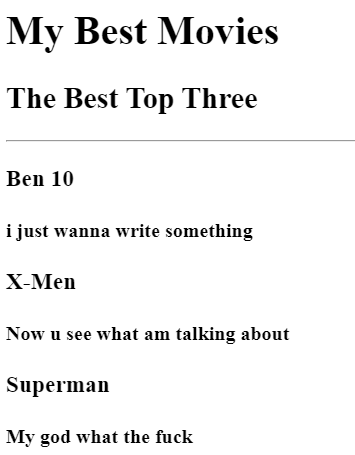 My Best Movies
The Best Top Three
Ben 10
i just wanna write something
X-Men
Now u see what am talking about
Superman
My god what the fuck